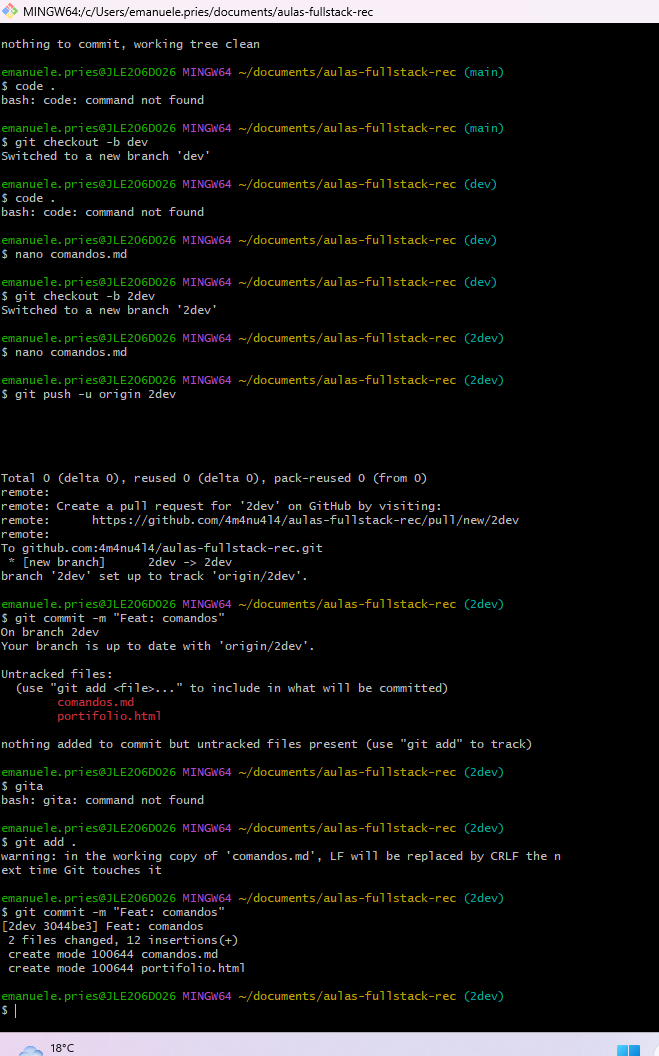 MINGW64:/c/Users/emanuele.pries/documents/aulas-fullstack-rec
nothing to commit, working tree clean
emanuele.pries@JLE206D026 MINGW64 ~/documents/aulas-fullstack-rec (main)
$ code .
bash: code: command not found
emanuele.pries@JLE206D026 MINGW64 ~/documents/aulas-fullstack-rec (main)
$ git checkout -b dev
Switched to a new branch 'dev'
emanuele.pries@JLE206D026 MINGW64 ~/documents/aulas-fullstack-rec (dev)
$ code .
bash: code: command not found
emanuele.pries@JLE206D026 MINGW64 ~/documents/aulas-fullstack-rec (dev)
$ nano comandos.md
emanuele.pries@JLE206D026 MINGW64 ~/documents/aulas-fullstack-rec (dev)
$ git checkout -b 2dev
Switched to a new branch '2dev'
emanuele.pries@JLE206D026 MINGW64 ~/documents/aulas-fullstack-rec (2dev)
$ nano comandos.md
emanuele.pries@JLE206D026 MINGW64 ~/documents/aulas-fullstack-rec (2dev)
$ git push -u origin 2dev
Total 0 (delta 0), reused 0 (delta 0), pack-reused 0 (from 0)
remote:
remote: Create a pull request for '2dev' on GitHub by visiting:
remote:      https://github.com/4m4nu4l4/aulas-fullstack-rec/pull/new/2dev
remote:
To github.com:4m4nu4l4/aulas-fullstack-rec.git
 * [new branch]      2dev -> 2dev
branch '2dev' set up to track 'origin/2dev'.
emanuele.pries@JLE206D026 MINGW64 ~/documents/aulas-fullstack-rec (2dev)
$ git commit -m "Feat: comandos"
On branch 2dev
Your branch is up to date with 'origin/2dev'.
Untracked files:
  (use "git add <file>..." to include in what will be committed)
        comandos.md
        portifolio.html
nothing added to commit but untracked files present (use "git add" to track)
emanuele.pries@JLE206D026 MINGW64 ~/documents/aulas-fullstack-rec (2dev)
$ gita
bash: gita: command not found
emanuele.pries@JLE206D026 MINGW64 ~/documents/aulas-fullstack-rec (2dev)
$ git add .
warning: in the working copy of 'comandos.md', LF will be replaced by CRLF the n
ext time Git touches it
emanuele.pries@JLE206D026 MINGW64 ~/documents/aulas-fullstack-rec (2dev)
$ git commit -m "Feat: comandos"
[2dev 3044be3] Feat: comandos
 2 files changed, 12 insertions(+)
 create mode 100644 comandos.md
 create mode 100644 portifolio.html
emanuele.pries@JLE206D026 MINGW64 ~/documents/aulas-fullstack-rec (2dev)
$
18°C